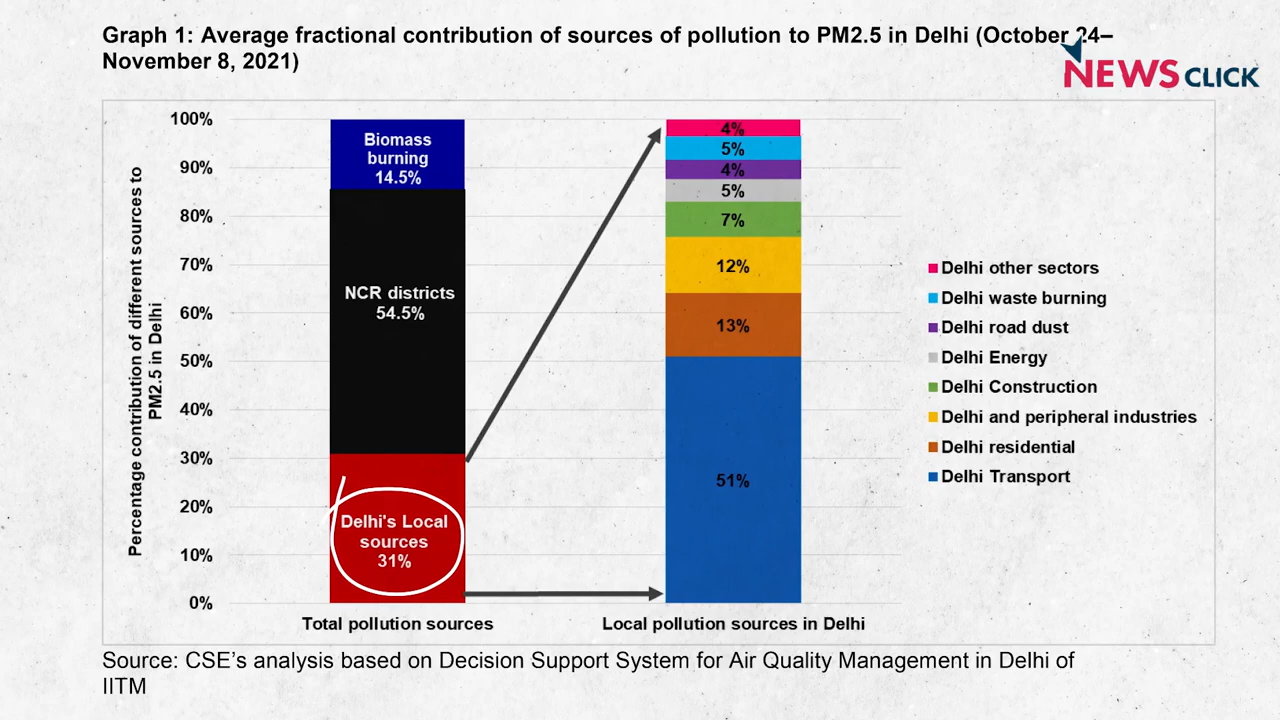 Graph 1: Average fractional contribution of sources of pollution to PM2.5 in Delhi (October 24–
November 8, 2021)
NEWS CLICK
Percentage contribution of different sources to
PM2.5 in Delhi
100%
90%
80%
70%
60%
50%
40%
30%
20%
10%
0%
Biomass
burning
14.5%
NCR districts
54.5%
Delhi's Local
sources
31%
4%
5%
4%
5%
7%
12%
13%
51%
Delhi other sectors
Delhi waste burning
Delhi road dust
Delhi Energy
Delhi Construction
Delhi and peripheral industries
Delhi residential
Delhi Transport
Total pollution sources
Local pollution sources in Delhi
Source: CSE’s analysis based on Decision Support System for Air Quality Management in Delhi of
IITM